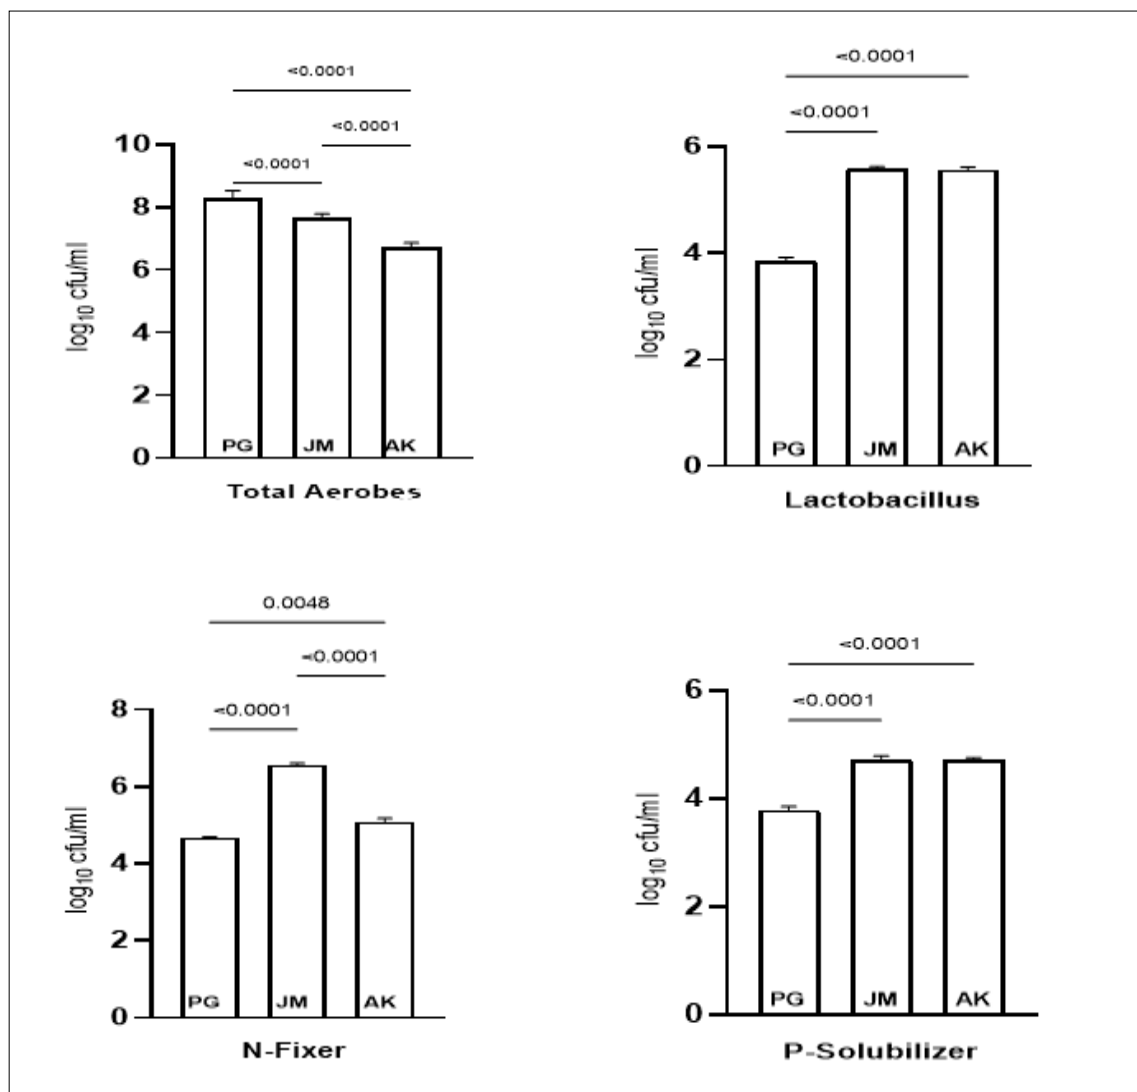 <0.0001
<0.0001
<0.0001
10
8
6
4
2
0
log10 cfu/ml
PG JM AK
Total Aerobes
<0.0001
<0.0001
6
4
2
0
log10 cfu/ml
PG JM AK
Lactobacillus
0.0048
<0.0001
<0.0001
8
6
4
2
0
log10 cfu/ml
PG JM AK
N-Fixer
<0.0001
<0.0001
6
4
2
0
log10 cfu/ml
PG JM AK
P-Solubilizer